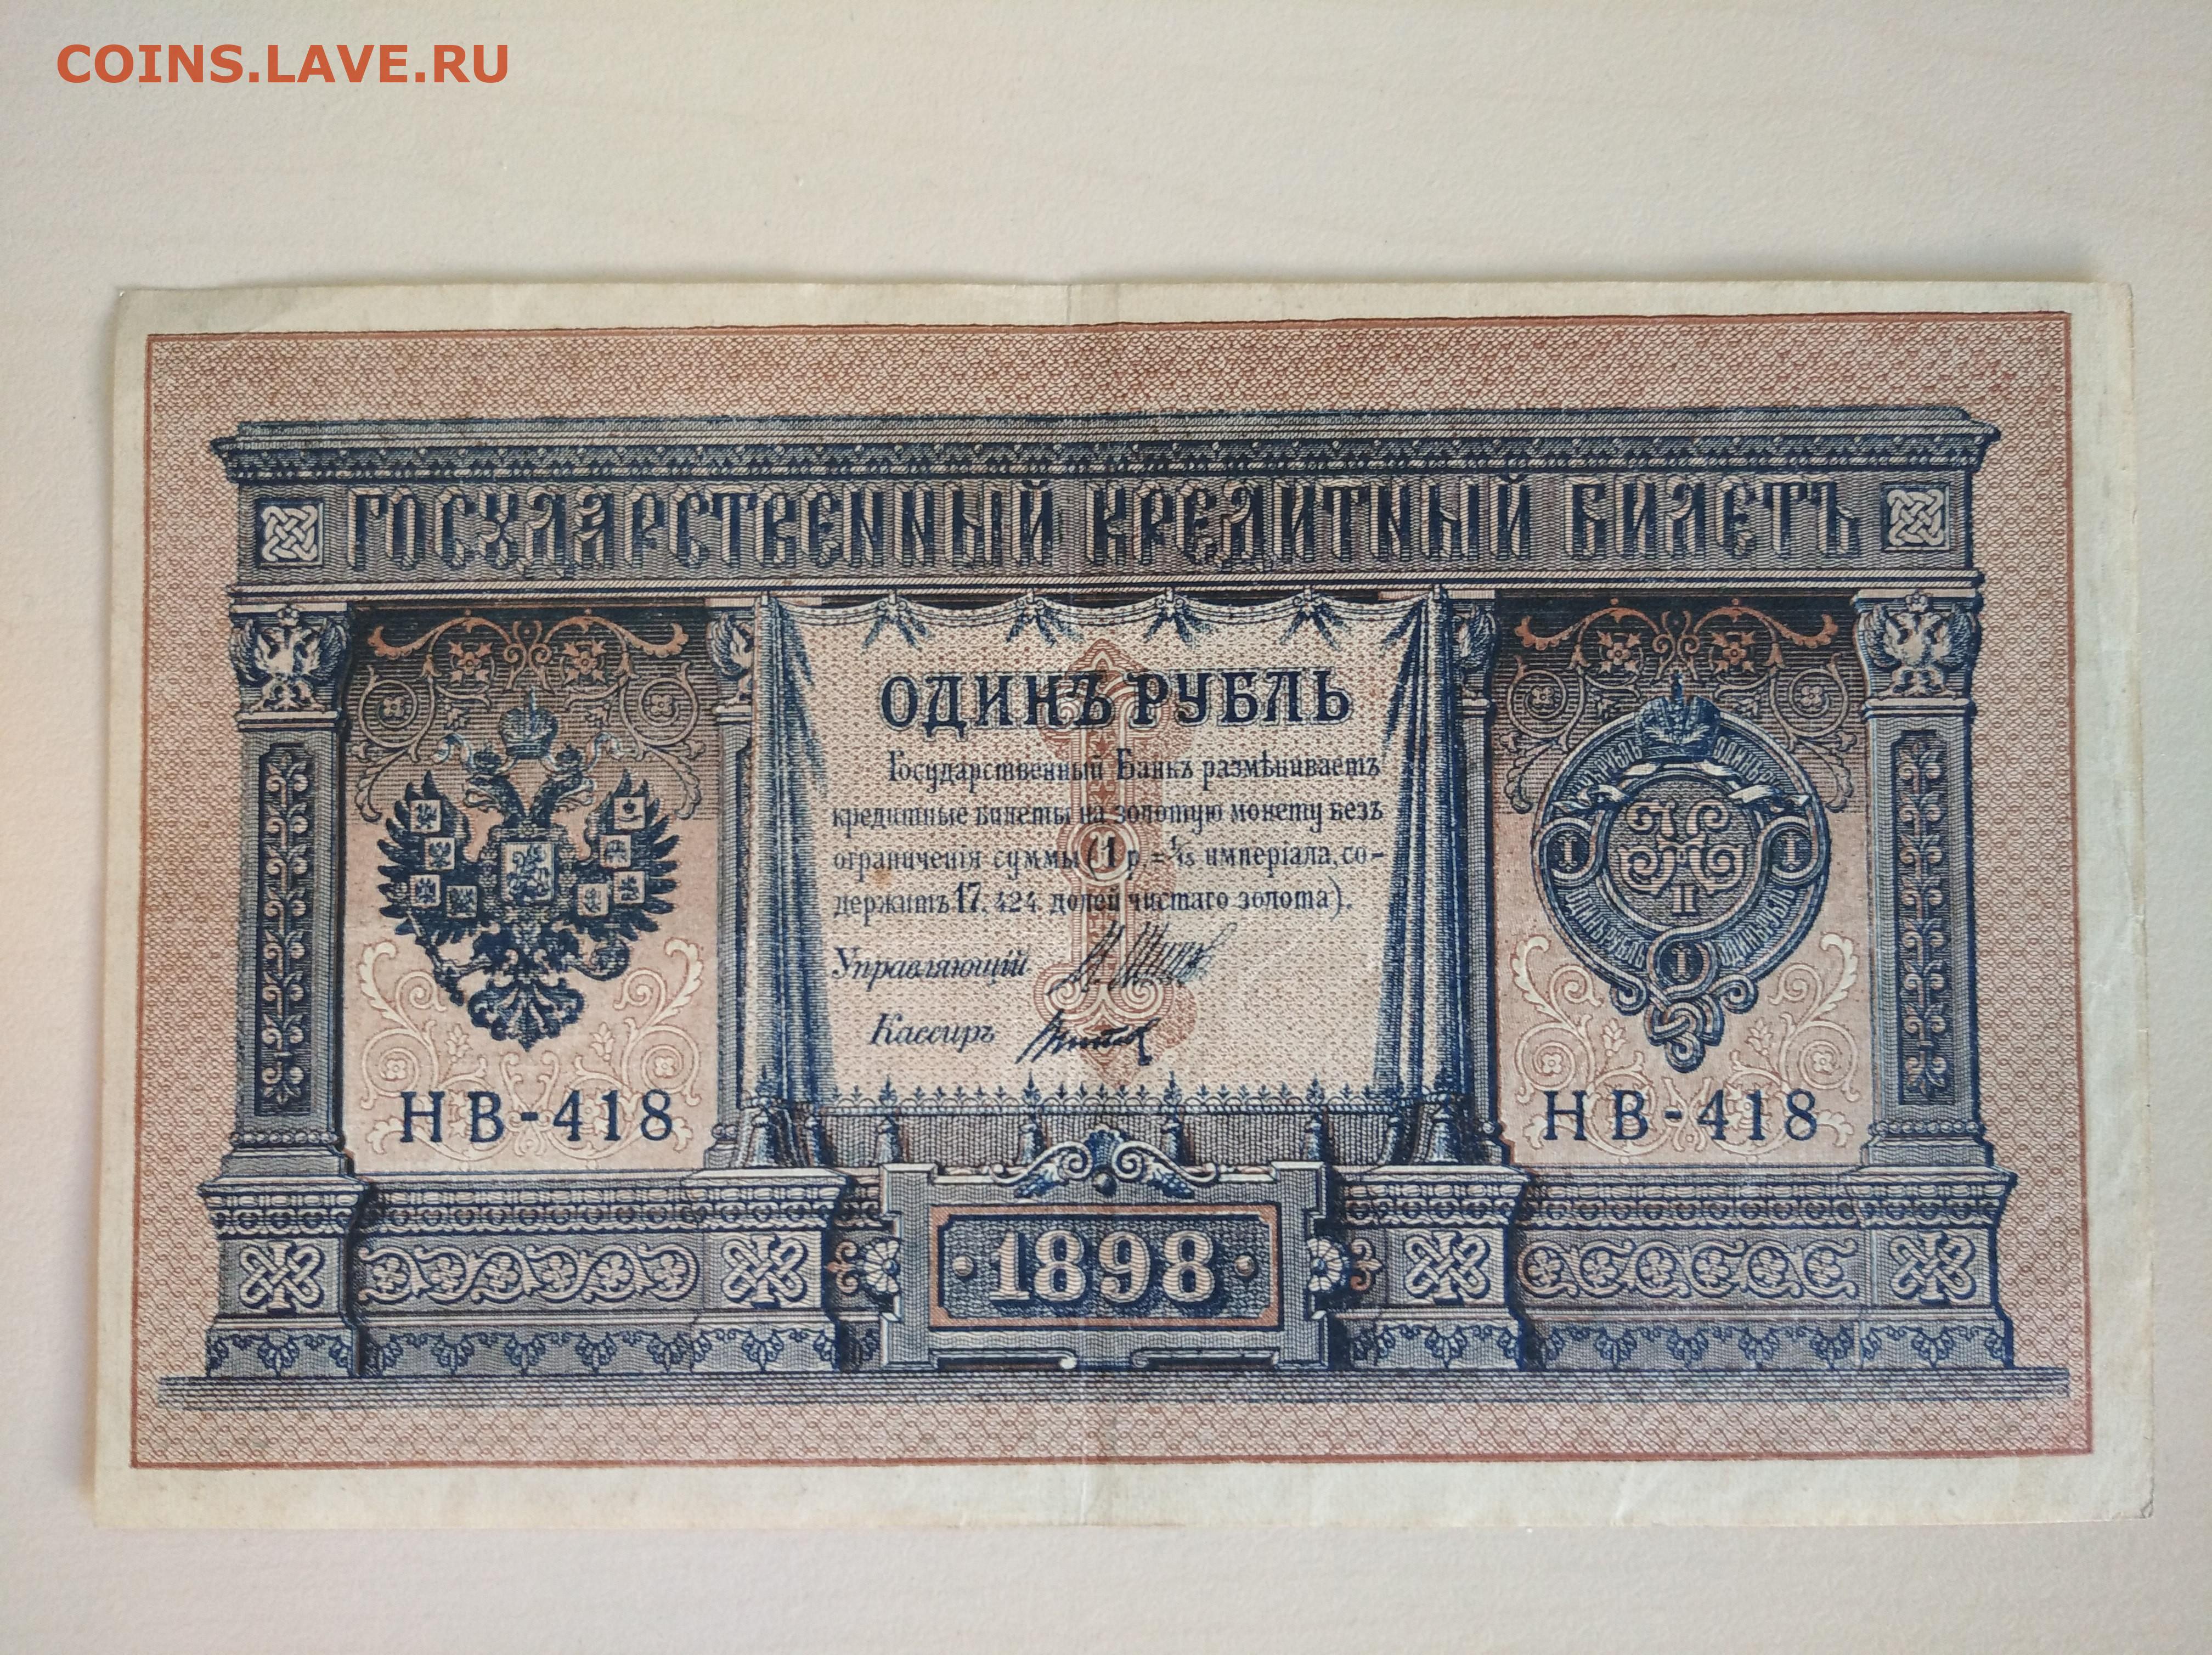 COINS.LAVE.RU
ГОСУДАРСТВЕННЫЙ КРЕДИТНЫЙ БИЛЕТЪ
ОДИНЪ РУБЛЬ
Государственный Банкъ размѣниваетъ
кредитные билеты на золотую монету безъ
ограниченія суммы (1 р. = 1/15 имперіала, со-
держитъ 17,424 долей чистаго золота).
Управляющій
Кассиръ
НВ-418 НВ-418
1898